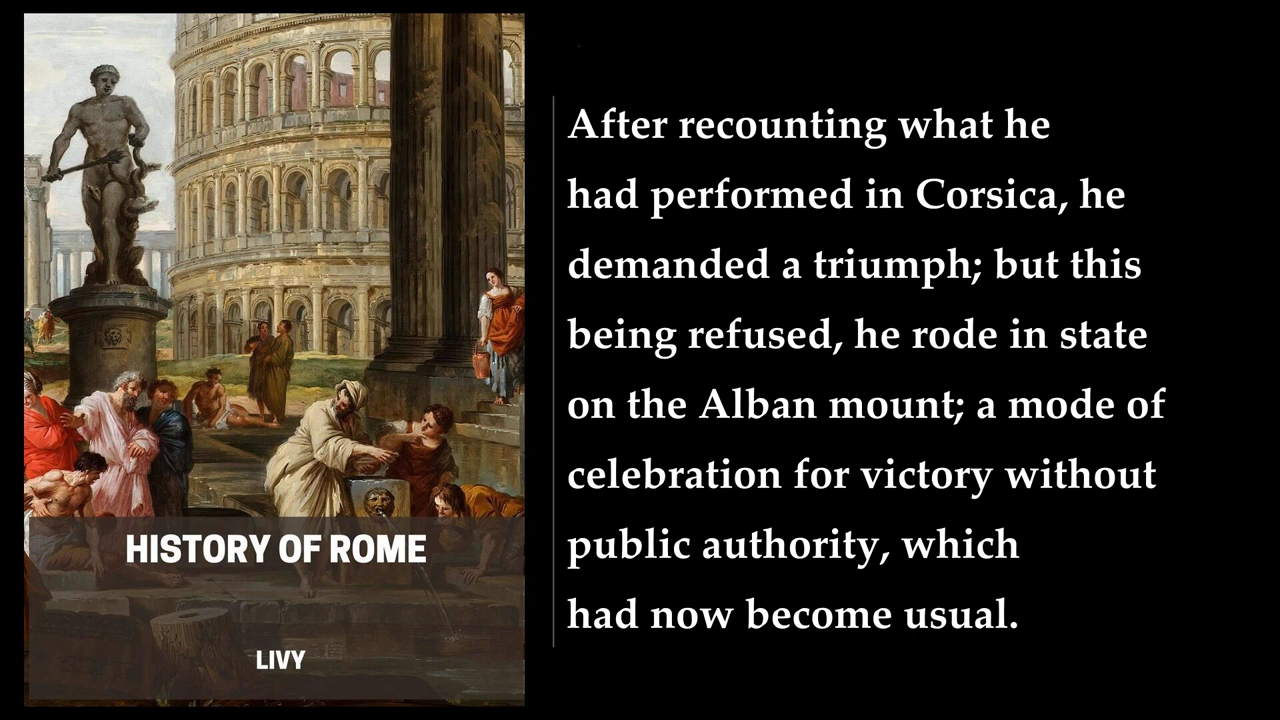 HISTORY OF ROME
LIVY
After recounting what he
had performed in Corsica, he
demanded a triumph; but this
being refused, he rode in state
on the Alban mount; a mode of
celebration for victory without
public authority, which
had now become usual.